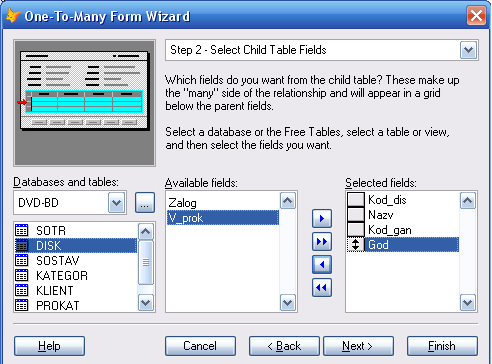 One-To-Many Form Wizard
Step 2 - Select Child Table Fields
Which fields do you want from the child table? These make up
the "many" side of the relationship and will appear in a grid
below the parent fields.
Select a database or the Free Tables, select a table or view,
and then select the fields you want.
Databases and tables:
Available fields:
Selected fields:
DVD-BD
...
SOTR
DISK
SOSTAV
KATEGOR
KLIENT
PROKAT
Zalog
V_prok
Kod_dis
Nazv
Kod_gan
God
Help
Cancel
< Back
Next >
Finish